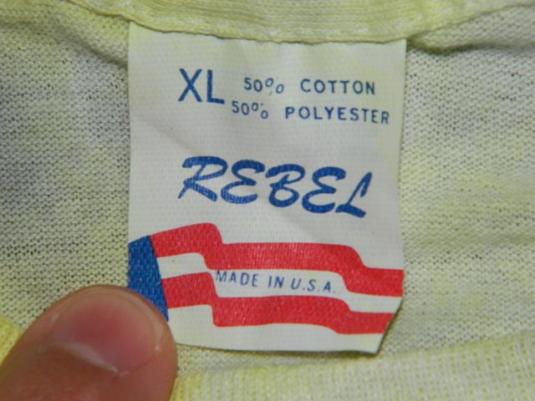 XL 50% COTTON
50% POLYESTER
REBEL
MADE IN U.S.A.